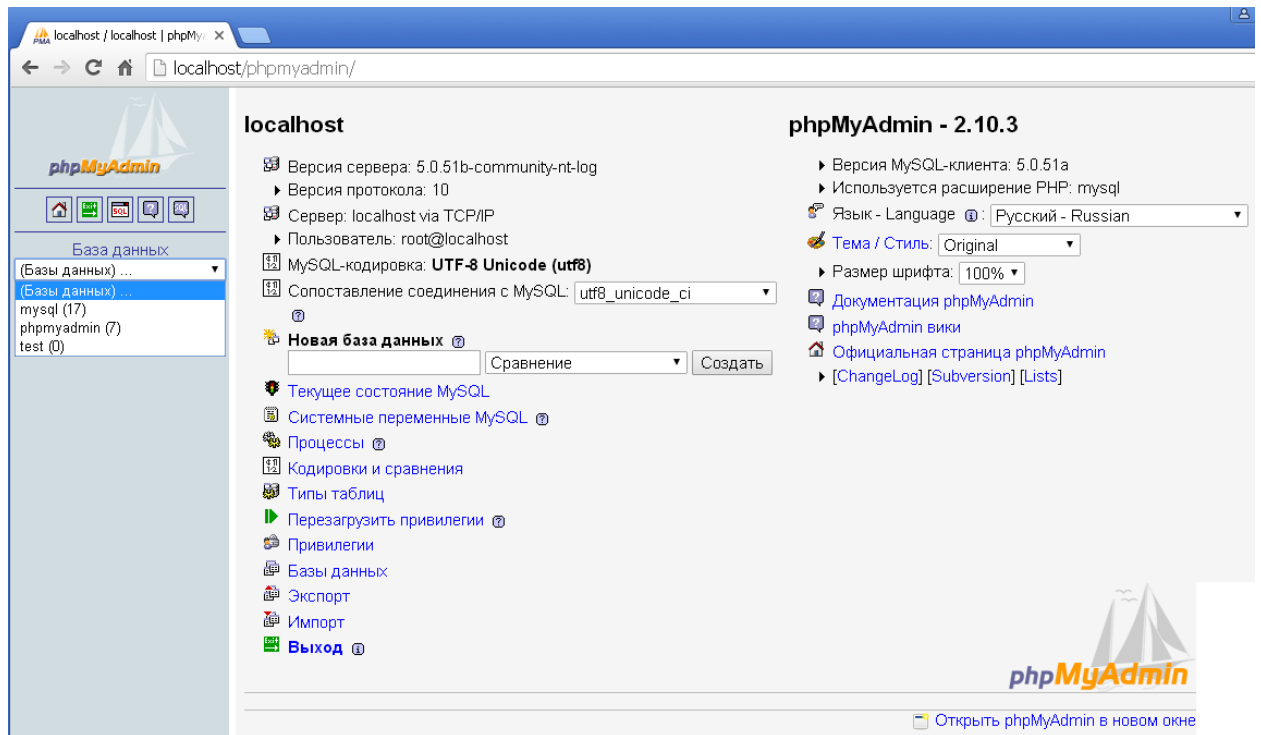 localhost / localhost | phpMy
localhost/phpmyadmin/
phpMyAdmin
SQL
База данных
(Базы данных) ...
(Базы данных) ...
mysql (17)
phpmyadmin (7)
test (0)
localhost
Версия сервера: 5.0.51b-community-nt-log
Версия протокола: 10
Сервер: localhost via TCP/IP
Пользователь: root@localhost
MySQL-кодировка: UTF-8 Unicode (utf8)
Сопоставление соединения с MySQL: utf8_unicode_ci
Новая база данных
Сравнение Создать
Текущее состояние MySQL
Системные переменные MySQL
Процессы
Кодировки и сравнения
Типы таблиц
Перезагрузить привилегии
Привилегии
Базы данных
Экспорт
Импорт
Выход
phpMyAdmin - 2.10.3
Версия MySQL-клиента: 5.0.51a
Используется расширение PHP: mysql
Язык - Language : Русский - Russian
Тема / Стиль: Original
Размер шрифта: 100%
Документация phpMyAdmin
phpMyAdmin вики
Официальная страница phpMyAdmin
[ChangeLog] [Subversion] [Lists]
phpMyAdmin
Открыть phpMyAdmin в новом окне